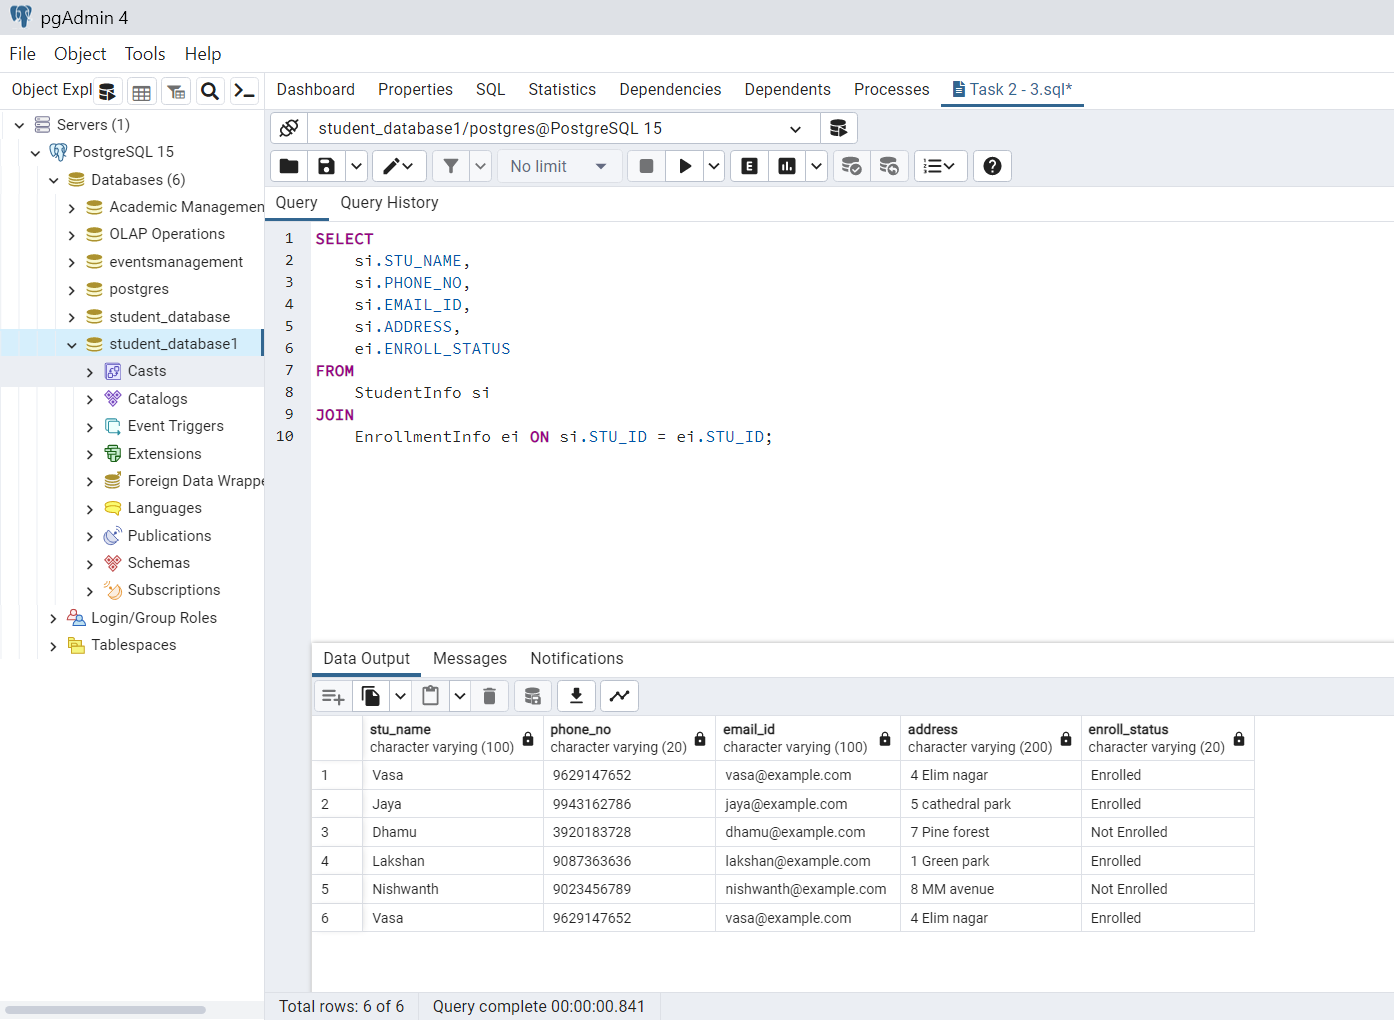 pgAdmin 4
File Object Tools Help
Object Expl
Dashboard Properties SQL Statistics Dependencies Dependents Processes Task 2 - 3.sql*
Servers (1)
PostgreSQL 15
Databases (6)
Academic Managemen
OLAP Operations
eventsmanagement
postgres
student_database
student_database1
Casts
Catalogs
Event Triggers
Extensions
Foreign Data Wrappe
Languages
Publications
Schemas
Subscriptions
Login/Group Roles
Tablespaces
student_database1/postgres@PostgreSQL 15
No limit E
Query Query History
1 SELECT
2 si.STU_NAME,
3 si.PHONE_NO,
4 si.EMAIL_ID,
5 si.ADDRESS,
6 ei.ENROLL_STATUS
7 FROM
8 StudentInfo si
9 JOIN
10 EnrollmentInfo ei ON si.STU_ID = ei.STU_ID;
Data Output Messages Notifications
stu_name phone_no email_id address enroll_status
character varying (100) character varying (20) character varying (100) character varying (200) character varying (20)
1 Vasa 9629147652 vasa@example.com 4 Elim nagar Enrolled
2 Jaya 9943162786 jaya@example.com 5 cathedral park Enrolled
3 Dhamu 3920183728 dhamu@example.com 7 Pine forest Not Enrolled
4 Lakshan 9087363636 lakshan@example.com 1 Green park Enrolled
5 Nishwanth 9023456789 nishwanth@example.com 8 MM avenue Not Enrolled
6 Vasa 9629147652 vasa@example.com 4 Elim nagar Enrolled
Total rows: 6 of 6 Query complete 00:00:00.841